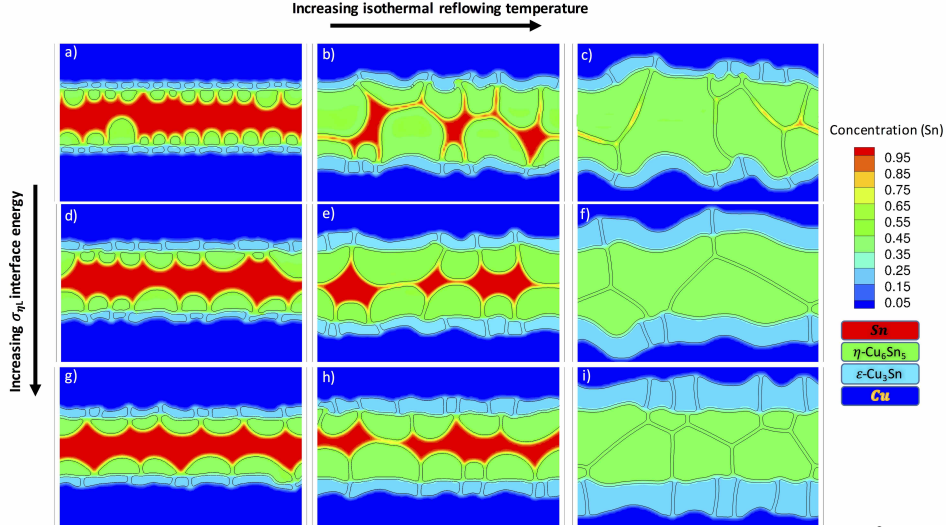 Increasing isothermal reflowing temperature
Increasing σηL interface energy
a)
b)
c)
d)
e)
f)
g)
h)
i)
Concentration (Sn)
0.95
0.85
0.75
0.65
0.55
0.45
0.35
0.25
0.15
0.05
Sn
η-Cu₆Sn₅
ε-Cu₃Sn
Cu